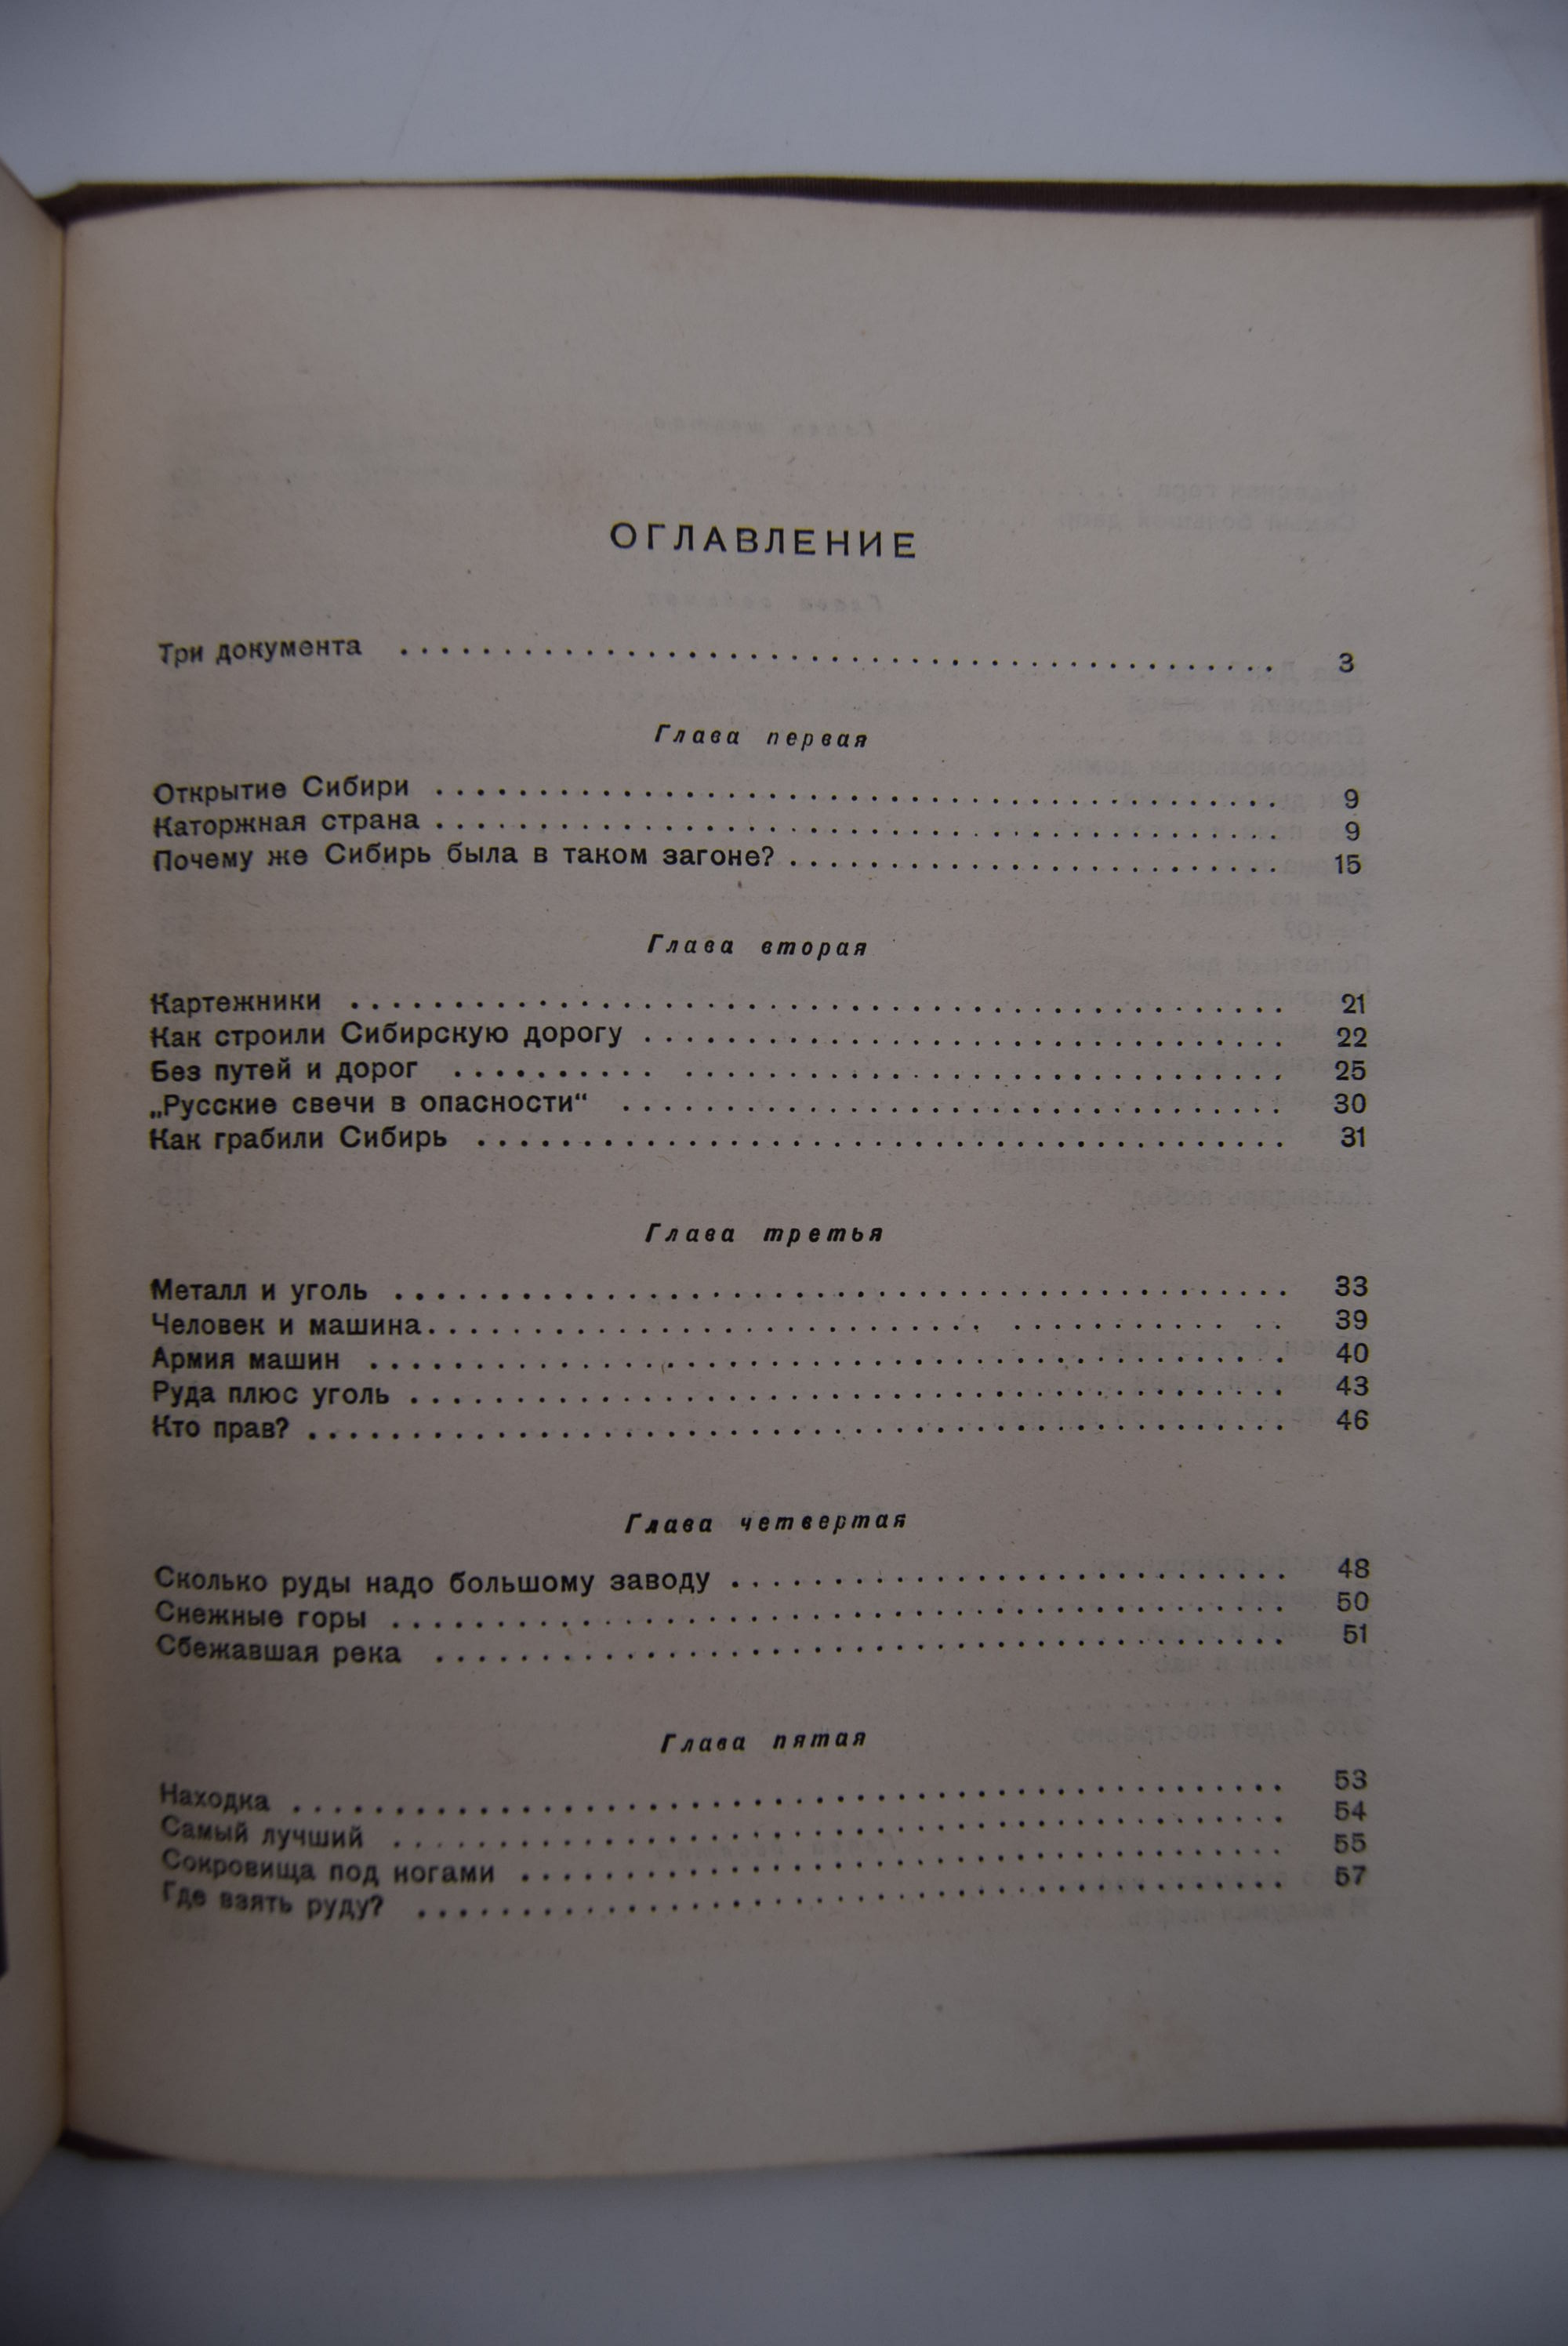 ОГЛАВЛЕНИЕ
Три документа . . . . . . . . . . . . . . . . . . . . 3
Глава первая
Открытие Сибири . . . . . . . . . . . . . . . . . . . . 9
Каторжная страна . . . . . . . . . . . . . . . . . . . . 9
Почему же Сибирь была в таком загоне? . . . . . . . . . . 15
Глава вторая
Картежники . . . . . . . . . . . . . . . . . . . . 21
Как строили Сибирскую дорогу . . . . . . . . . . . . . . . 22
Без путей и дорог . . . . . . . . . . . . . . . . . . . . 25
„Русские свечи в опасности“ . . . . . . . . . . . . . . . 30
Как грабили Сибирь . . . . . . . . . . . . . . . . . . . . 31
Глава третья
Металл и уголь . . . . . . . . . . . . . . . . . . . . 33
Человек и машина . . . . . . . . . . . . . . . . . . . . 39
Армия машин . . . . . . . . . . . . . . . . . . . . 40
Руда плюс уголь . . . . . . . . . . . . . . . . . . . . 43
Кто прав? . . . . . . . . . . . . . . . . . . . . 46
Глава четвертая
Сколько руды надо большому заводу . . . . . . . . . . . . 48
Снежные горы . . . . . . . . . . . . . . . . . . . . 50
Сбежавшая река . . . . . . . . . . . . . . . . . . . . 51
Глава пятая
Находка . . . . . . . . . . . . . . . . . . . . 53
Самый лучший . . . . . . . . . . . . . . . . . . . . 54
Сокровища под ногами . . . . . . . . . . . . . . . . . . . . 55
Где взять руду? . . . . . . . . . . . . . . . . . . . . 57